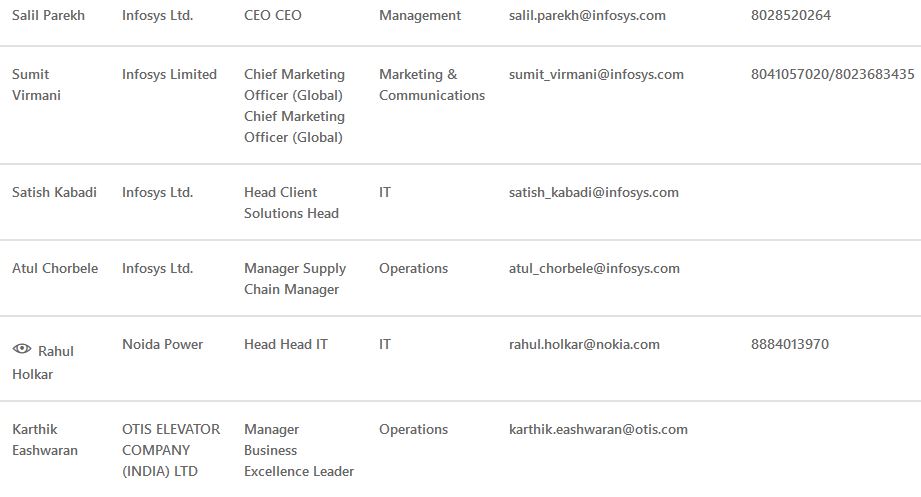 Salil Parekh Infosys Ltd. CEO CEO Management salil.parekh@infosys.com 8028520264
Sumit Infosys Limited Chief Marketing Marketing & sumit_virmani@infosys.com 8041057020/8023683435
Virmani Officer (Global) Communications
Chief Marketing
Officer (Global)
Satish Kabadi Infosys Ltd. Head Client IT satish_kabadi@infosys.com
Solutions Head
Atul Chorbele Infosys Ltd. Manager Supply Operations atul_chorbele@infosys.com
Chain Manager
Rahul Noida Power Head Head IT IT rahul.holkar@nokia.com 8884013970
Holkar
Karthik OTIS ELEVATOR Manager Operations karthik.eashwaran@otis.com
Eashwaran COMPANY Business
(INDIA) LTD Excellence Leader